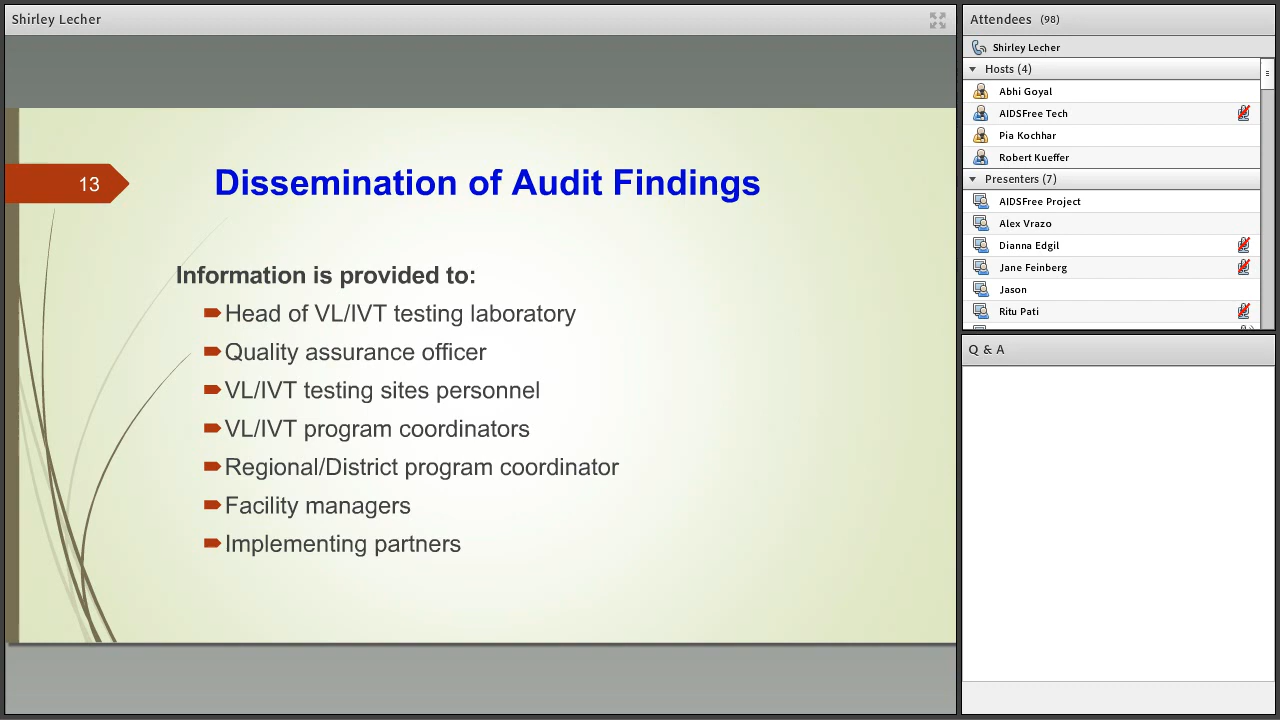 Shirley Lecher
13
Dissemination of Audit Findings
Information is provided to:
Head of VL/IVT testing laboratory
Quality assurance officer
VL/IVT testing sites personnel
VL/IVT program coordinators
Regional/District program coordinator
Facility managers
Implementing partners
Attendees (98)
Shirley Lecher
Hosts (4)
Abhi Goyal
AIDSFree Tech
Pia Kochhar
Robert Kueffer
Presenters (7)
AIDSFree Project
Alex Vrazo
Dianna Edgil
Jane Feinberg
Jason
Ritu Pati
Q & A